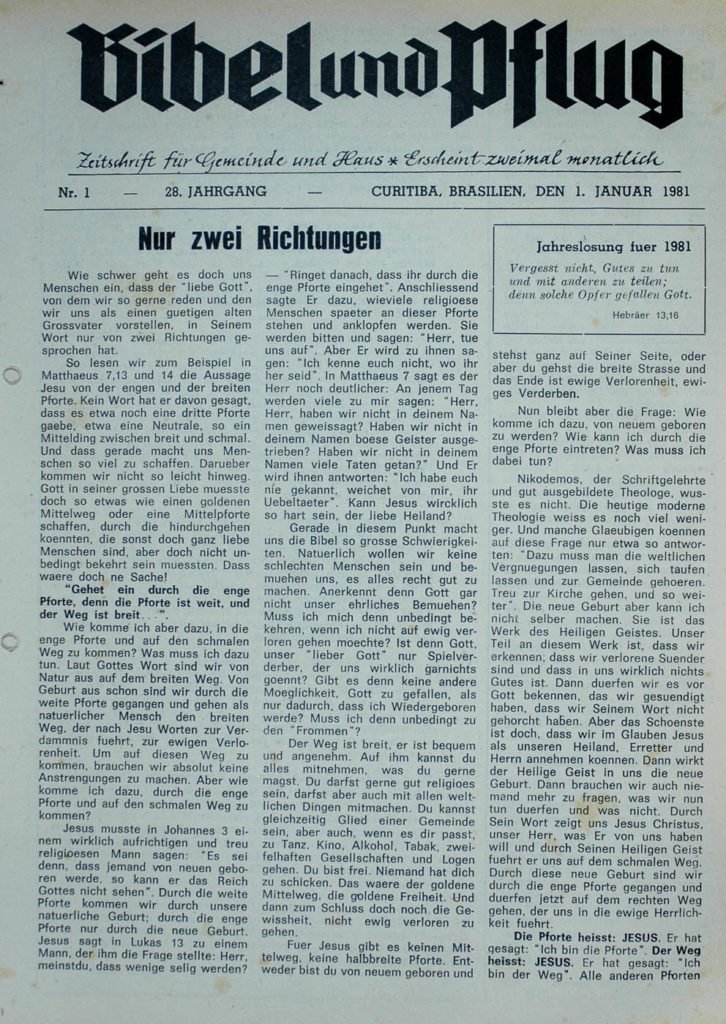 Bibel und Pflug
Zeitschrift für Gemeinde und Haus * Erscheint zweimal monatlich
Nr. 1 — 28. JAHRGANG — CURITIBA, BRASILIEN, DEN 1. JANUAR 1981
Nur zwei Richtungen
Wie schwer geht es doch uns
Menschen ein, dass der "liebe Gott",
von dem wir so gerne reden und den
wir uns als einen guetigen alten
Grossvater vorstellen, in Seinem
Wort nur von zwei Richtungen ge-
sprochen hat.
So lesen wir zum Beispiel in
Matthaeus 7,13 und 14 die Aussage
Jesu von der engen und der breiten
Pforte. Kein Wort hat er davon gesagt,
dass es etwa noch eine dritte Pforte
gaebe, etwa eine Neutrale, so ein
Mittelding zwischen breit und schmal.
Und dass gerade macht uns Men-
schen so viel zu schaffen. Darueber
kommen wir nicht so leicht hinweg.
Gott in seiner grossen Liebe muesste
doch so etwas wie einen goldenen
Mittelweg oder eine Mittelpforte
schaffen, durch die hindurchgehen
koennten, die sonst doch ganz liebe
Menschen sind, aber doch nicht un-
bedingt bekehrt sein muessten. Dass
waere doch ne Sache!
"Gehet ein durch die enge
Pforte, denn die Pforte ist weit, und
der Weg ist breit. . .".
Wie komme ich aber dazu, in die
enge Pforte und auf den schmalen
Weg zu kommen? Was muss ich dazu
tun. Laut Gottes Wort sind wir von
Natur aus auf dem breiten Weg. Von
Geburt aus schon sind wir durch die
weite Pforte gegangen und gehen als
natuerlicher Mensch den breiten
Weg, der nach Jesu Worten zur Ver-
dammnis fuehrt, zur ewigen Verlo-
renheit. Um auf diesen Weg zu
kommen, brauchen wir absolut keine
Anstrengungen zu machen. Aber wie
komme ich dazu, durch die enge
Pforte und auf den schmalen Weg zu
kommen?
Jesus musste in Johannes 3 ei-
nem wirklich aufrichtigen und treu
religioesen Mann sagen: "Es sei
denn, dass jemand von neuen gebo-
ren werde, so kann er das Reich
Gottes nicht sehen". Durch die weite
Pforte kommen wir durch unsere
natuerliche Geburt; durch die enge
Pforte nur durch die neue Geburt.
Jesus sagt in Lukas 13 zu einem
Mann, der ihm die Frage stellte: Herr,
meinstdu, dass wenige selig werden?
— "Ringet danach, dass ihr durch die
enge Pforte eingehet". Anschliessend
sagte Er dazu, wieviele religioese
Menschen spaeter an dieser Pforte
stehen und anklopfen werden. Sie
werden bitten und sagen: "Herr, tue
uns auf". Aber Er wird zu ihnen sa-
gen: "Ich kenne euch nicht, wo ihr
her seid". In Matthaeus 7 sagt es der
Herr noch deutlicher: An jenem Tag
werden viele zu mir sagen: "Herr,
Herr, haben wir nicht in deinem Na-
men geweissagt? Haben wir nicht in
deinem Namen boese Geister ausge-
trieben? Haben wir nicht in deinem
Namen viele Taten getan?" Und Er
wird ihnen antworten: "Ich habe euch
nie gekannt, weichet von mir, ihr
Uebeltaeter". Kann Jesus wircklich
so hart sein, der liebe Heiland?
Gerade in diesem Punkt macht
uns die Bibel so grosse Schwierigkei-
ten. Natuerlich wollen wir keine
schlechten Menschen sein und be-
muehen uns, es alles recht gut zu
machen. Anerkennt denn Gott gar
nicht unser ehrliches Bemuehen?
Muss ich mich denn unbedingt be-
kehren, wenn ich nicht auf ewig ver-
loren gehen moechte? Ist denn Gott,
unser "lieber Gott" nur Spielver-
derber, der uns wirklich garnichts
goennt? Gibt es denn keine andere
Moeglichkeit, Gott zu gefallen, als
nur dadurch, dass ich Wiedergeboren
werde? Muss ich denn unbedingt zu
den "Frommen"?
Der Weg ist breit, er ist bequem
und angenehm. Auf ihm kannst du
alles mitnehmen, was du gerne
magst. Du darfst gerne gut religioes
sein, darfst aber auch mit allen welt-
lichen Dingen mitmachen. Du kannst
gleichzeitig Glied einer Gemeinde
sein, aber auch, wenn es dir passt,
zu Tanz, Kino, Alkohol, Tabak, zwei-
felhaften Gesellschaften und Logen
gehen. Du bist frei. Niemand hat dich
zu schicken. Das waere der goldene
Mittelweg, die goldene Freiheit. Und
dann zum Schluss doch noch die Ge-
wissheit, nicht ewig verloren zu
gehen.
Fuer Jesus gibt es keinen Mit-
telweg, keine halbbreite Pforte. Ent-
weder bist du von neuem geboren und
Jahreslosung fuer 1981
Vergesst nicht, Gutes zu tun
und mit anderen zu teilen;
denn solche Opfer gefallen Gott.
Hebräer 13,16
stehst ganz auf Seiner Seite, oder
aber du gehst die breite Strasse und
das Ende ist ewige Verlorenheit, ewi-
ges Verderben.
Nun bleibt aber die Frage: Wie
komme ich dazu, von neuem geboren
zu werden? Wie kann ich durch die
enge Pforte eintreten? Was muss ich
dabei tun?
Nikodemos, der Schriftgelehrte
und gut ausgebildete Theologe, wus-
ste es nicht. Die heutige moderne
Theologie weiss es noch viel weni-
ger. Und manche Glaeubigen koennen
auf diese Frage nur etwa so antwor-
ten: "Dazu muss man die weltlichen
Vergnuegungen lassen, sich taufen
lassen und zur Gemeinde gehoeren.
Treu zur Kirche gehen, und so wei-
ter". Die neue Geburt aber kann ich
nicht selber machen. Sie ist das
Werk des Heiligen Geistes. Unser
Teil an diesem Werk ist, dass wir
erkennen, dass wir verlorene Suender
sind und dass in uns wirklich nichts
Gutes ist. Dann duerfen wir es vor
Gott bekennen, das wir gesuendigt
haben, dass wir Seinem Wort nicht
gehorcht haben. Aber das Schoenste
ist doch, dass wir im Glauben Jesus
als unseren Heiland, Erretter und
Herrn annehmen koennen. Dann wirkt
der Heilige Geist in uns die neue
Geburt. Dann brauchen wir auch nie-
mand mehr zu fragen, was wir nun
tun duerfen und was nicht. Durch
Sein Wort zeigt uns Jesus Christus,
unser Herr, was Er von uns haben
will und durch Seinen Heiligen Geist
fuehrt er uns auf dem schmalen Weg.
Durch diese neue Geburt sind wir
durch die enge Pforte gegangen und
duerfen jetzt auf dem rechten Weg
gehen, der uns in die ewige Herrlich-
keit fuehrt.
Die Pforte heisst: JESUS. Er hat
gesagt: "Ich bin die Pforte". Der Weg
heisst: JESUS. Er hat gesagt: "Ich
bin der Weg". Alle anderen Pforten